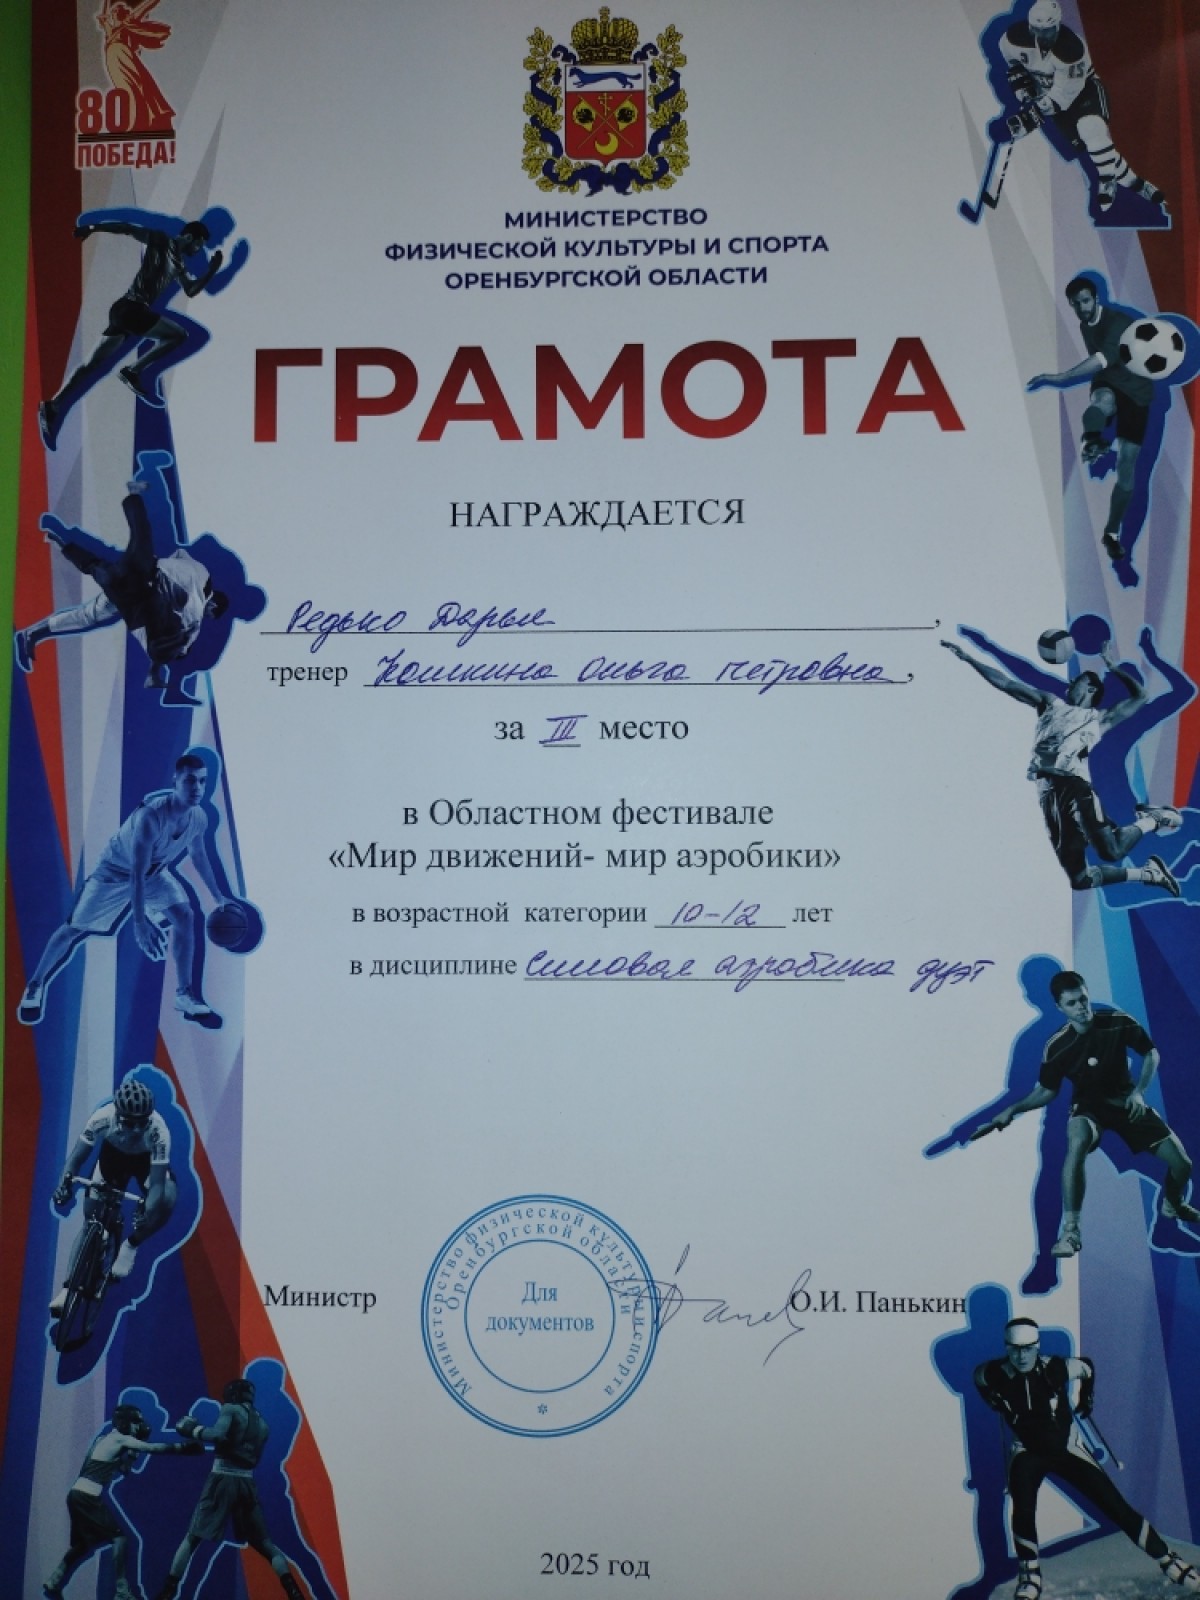 80
ПОБЕДА!
МИНИСТЕРСТВО
ФИЗИЧЕСКОЙ КУЛЬТУРЫ И СПОРТА
ОРЕНБУРГСКОЙ ОБЛАСТИ
ГРАМОТА
НАГРАЖДАЕТСЯ
Редько Дарья,
тренер Кошкина Ольга Петровна,
за III место
в Областном фестивале
«Мир движений- мир аэробики»
в возрастной категории 10-12 лет
в дисциплине Силовая аэробика дуэт
Министерство физической культуры и спорта
Оренбургской области
Для
документов
Министр О.И. Панькин
2025 год